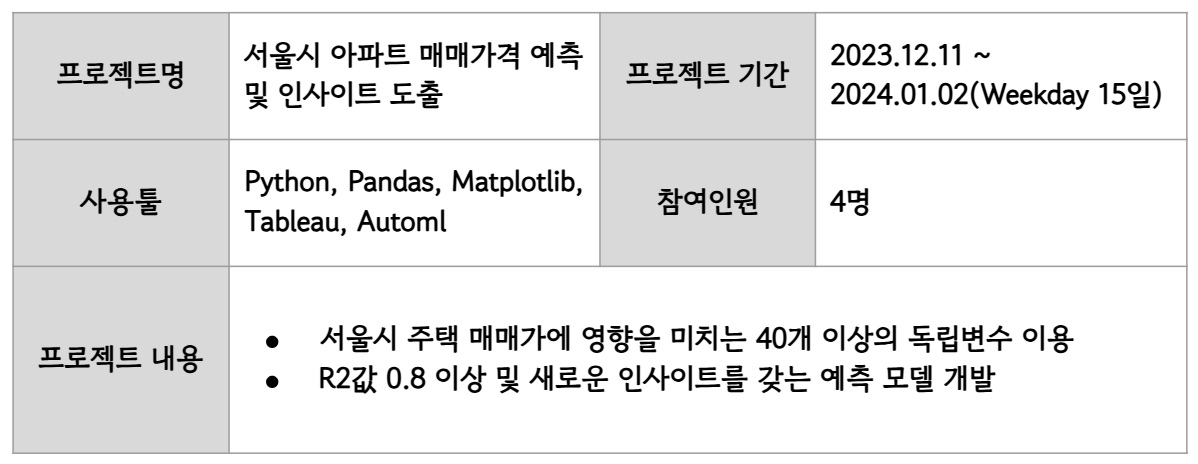 프로젝트명
서울시 아파트 매매가격 예측
및 인사이트 도출
프로젝트 기간
2023.12.11 ~
2024.01.02(Weekday 15일)
사용툴
Python, Pandas, Matplotlib,
Tableau, Automl
참여인원
4명
프로젝트 내용
● 서울시 주택 매매가에 영향을 미치는 40개 이상의 독립변수 이용
● R2값 0.8 이상 및 새로운 인사이트를 갖는 예측 모델 개발